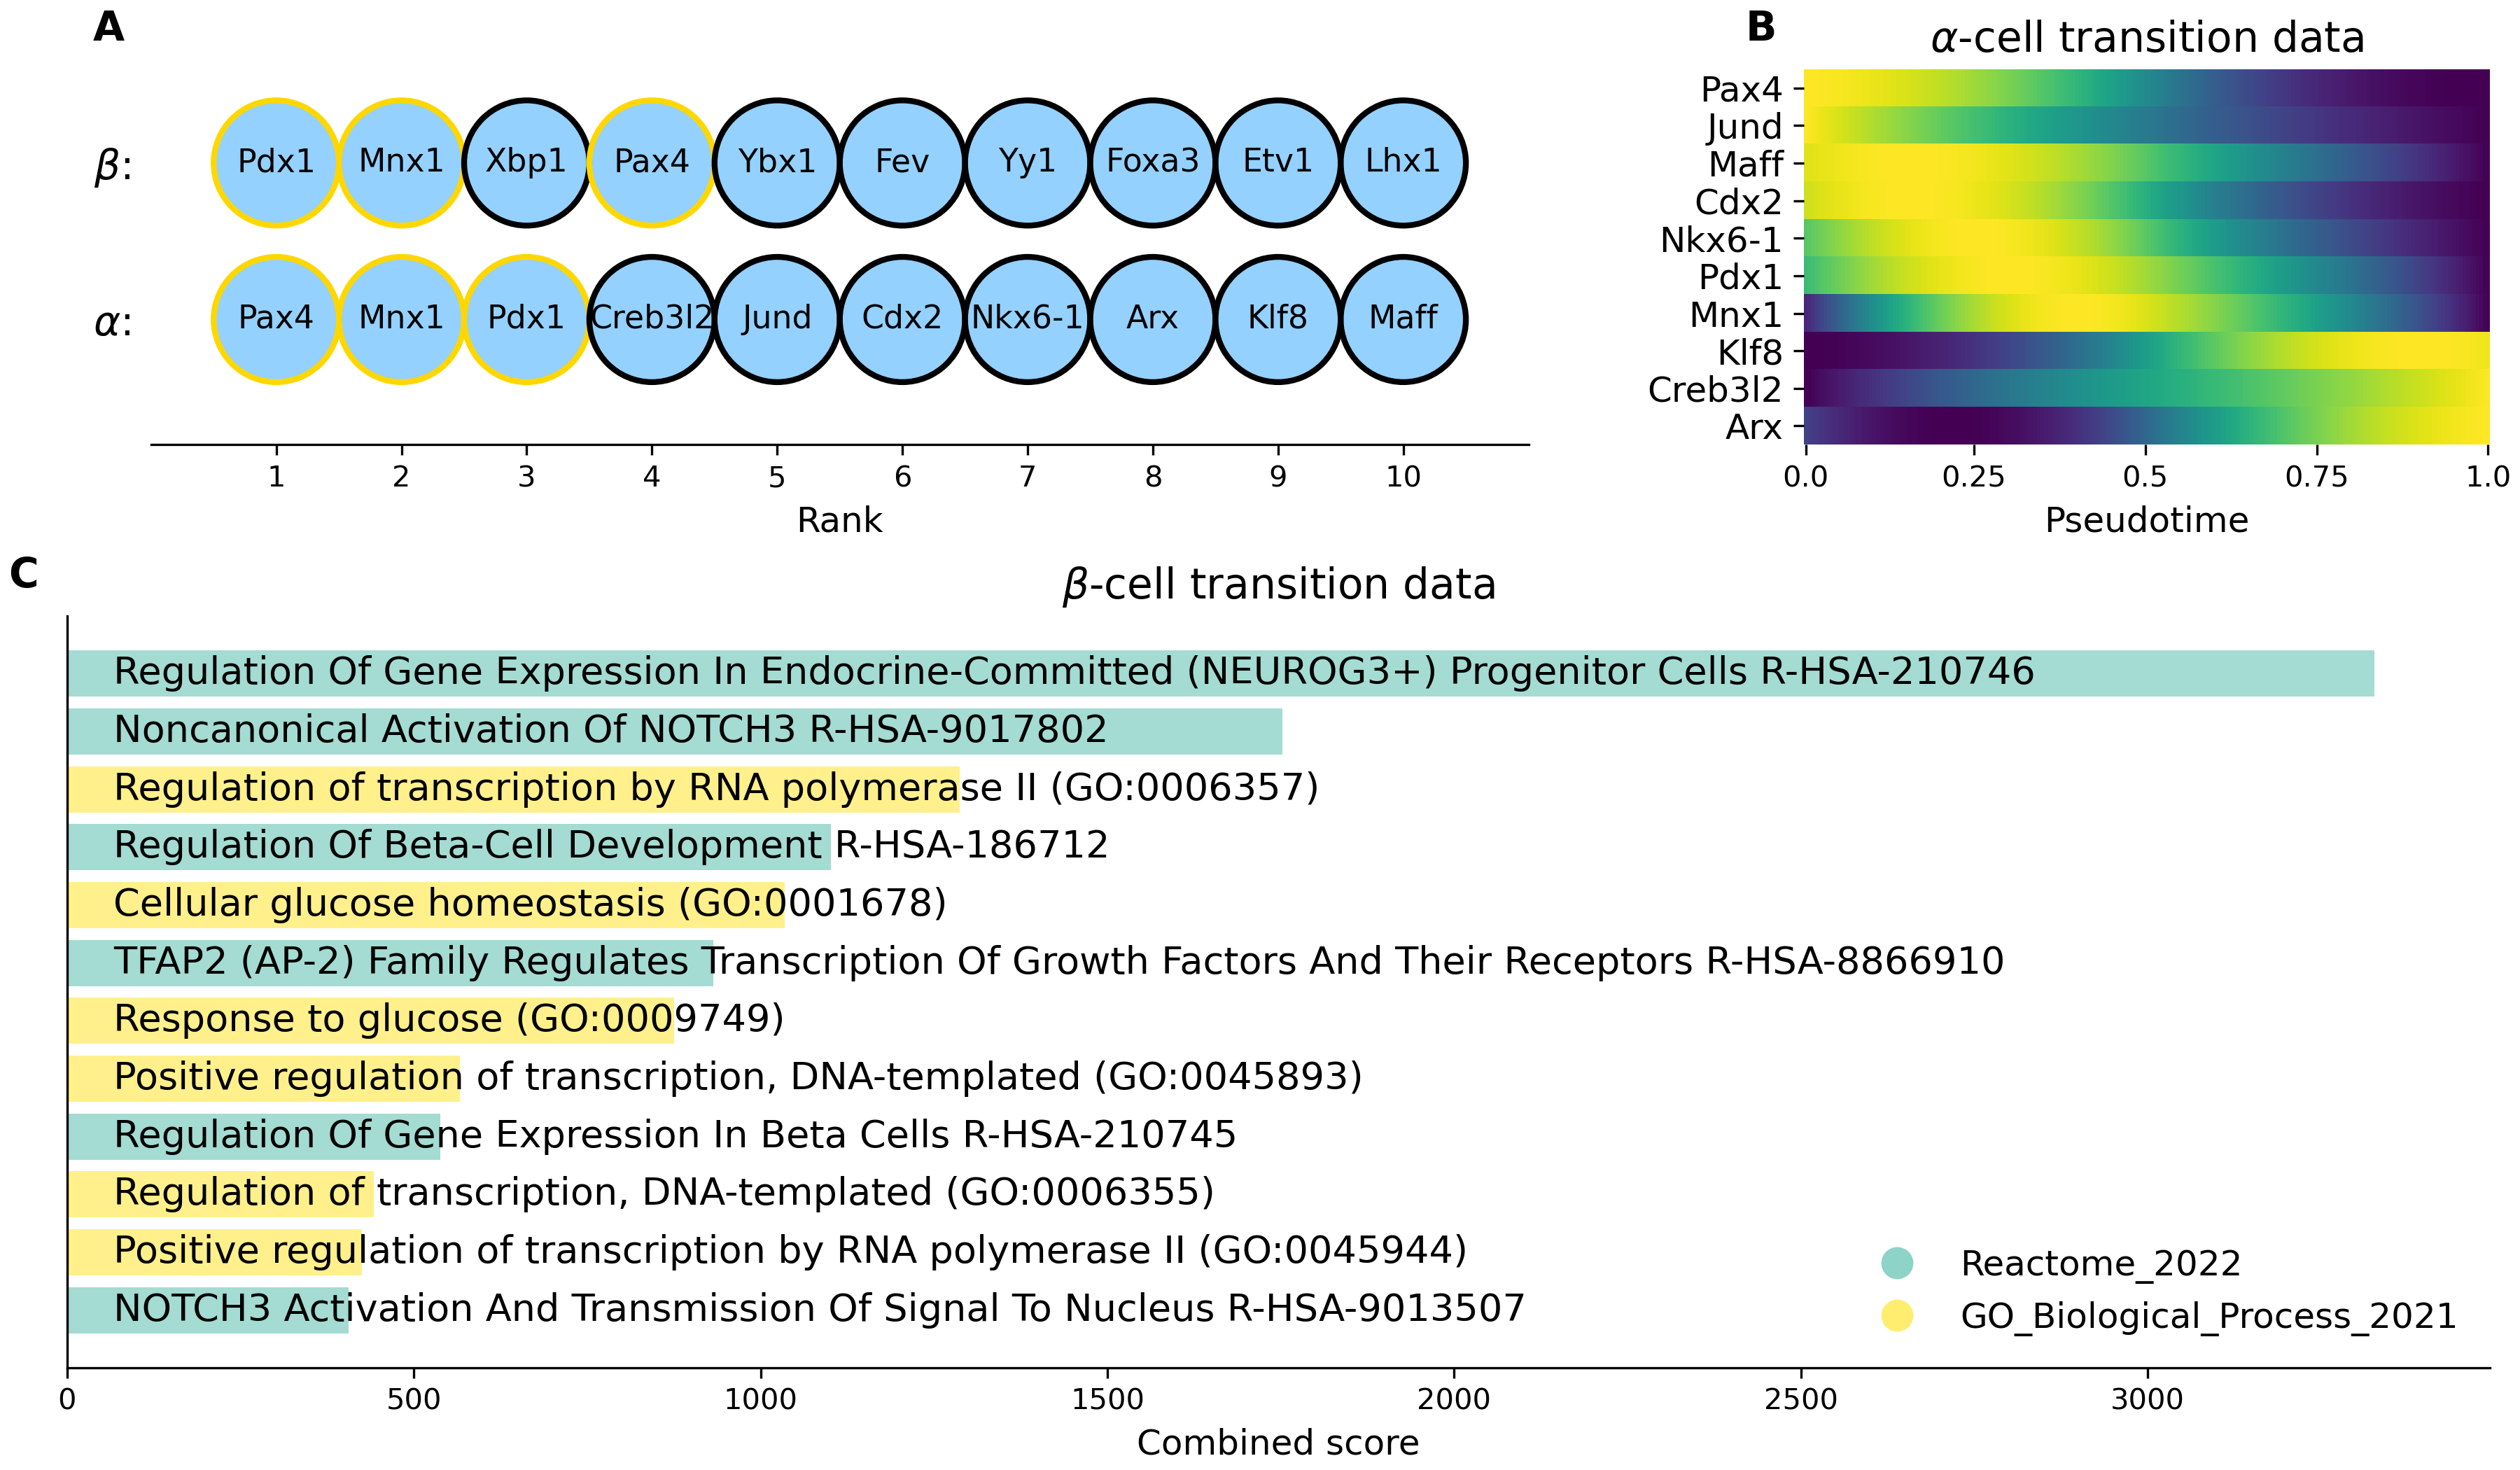 A
β:
Pdx1 Mnx1 Xbp1 Pax4 Ybx1 Fev Yy1 Foxa3 Etv1 Lhx1
α:
Pax4 Mnx1 Pdx1 Creb3l2 Jund Cdx2 Nkx6-1 Arx Klf8 Maff
1 2 3 4 5 6 7 8 9 10
Rank
B
α-cell transition data
Pax4
Jund
Maff
Cdx2
Nkx6-1
Pdx1
Mnx1
Klf8
Creb3l2
Arx
0.0 0.25 0.5 0.75 1.0
Pseudotime
C
β-cell transition data
Regulation Of Gene Expression In Endocrine-Committed (NEUROG3+) Progenitor Cells R-HSA-210746
Noncanonical Activation Of NOTCH3 R-HSA-9017802
Regulation of transcription by RNA polymerase II (GO:0006357)
Regulation Of Beta-Cell Development R-HSA-186712
Cellular glucose homeostasis (GO:0001678)
TFAP2 (AP-2) Family Regulates Transcription Of Growth Factors And Their Receptors R-HSA-8866910
Response to glucose (GO:0009749)
Positive regulation of transcription, DNA-templated (GO:0045893)
Regulation Of Gene Expression In Beta Cells R-HSA-210745
Regulation of transcription, DNA-templated (GO:0006355)
Positive regulation of transcription by RNA polymerase II (GO:0045944)
NOTCH3 Activation And Transmission Of Signal To Nucleus R-HSA-9013507
Reactome_2022
GO_Biological_Process_2021
0 500 1000 1500 2000 2500 3000
Combined score